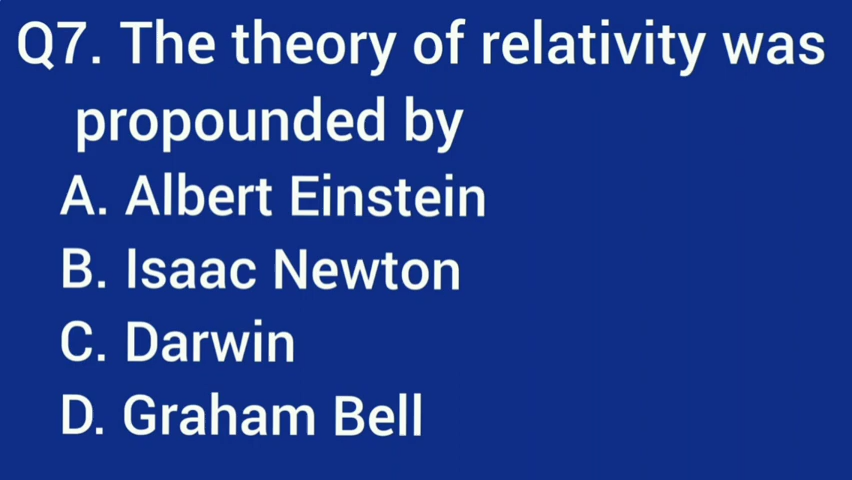 Q7. The theory of relativity was
propounded by
A. Albert Einstein
B. Isaac Newton
C. Darwin
D. Graham Bell